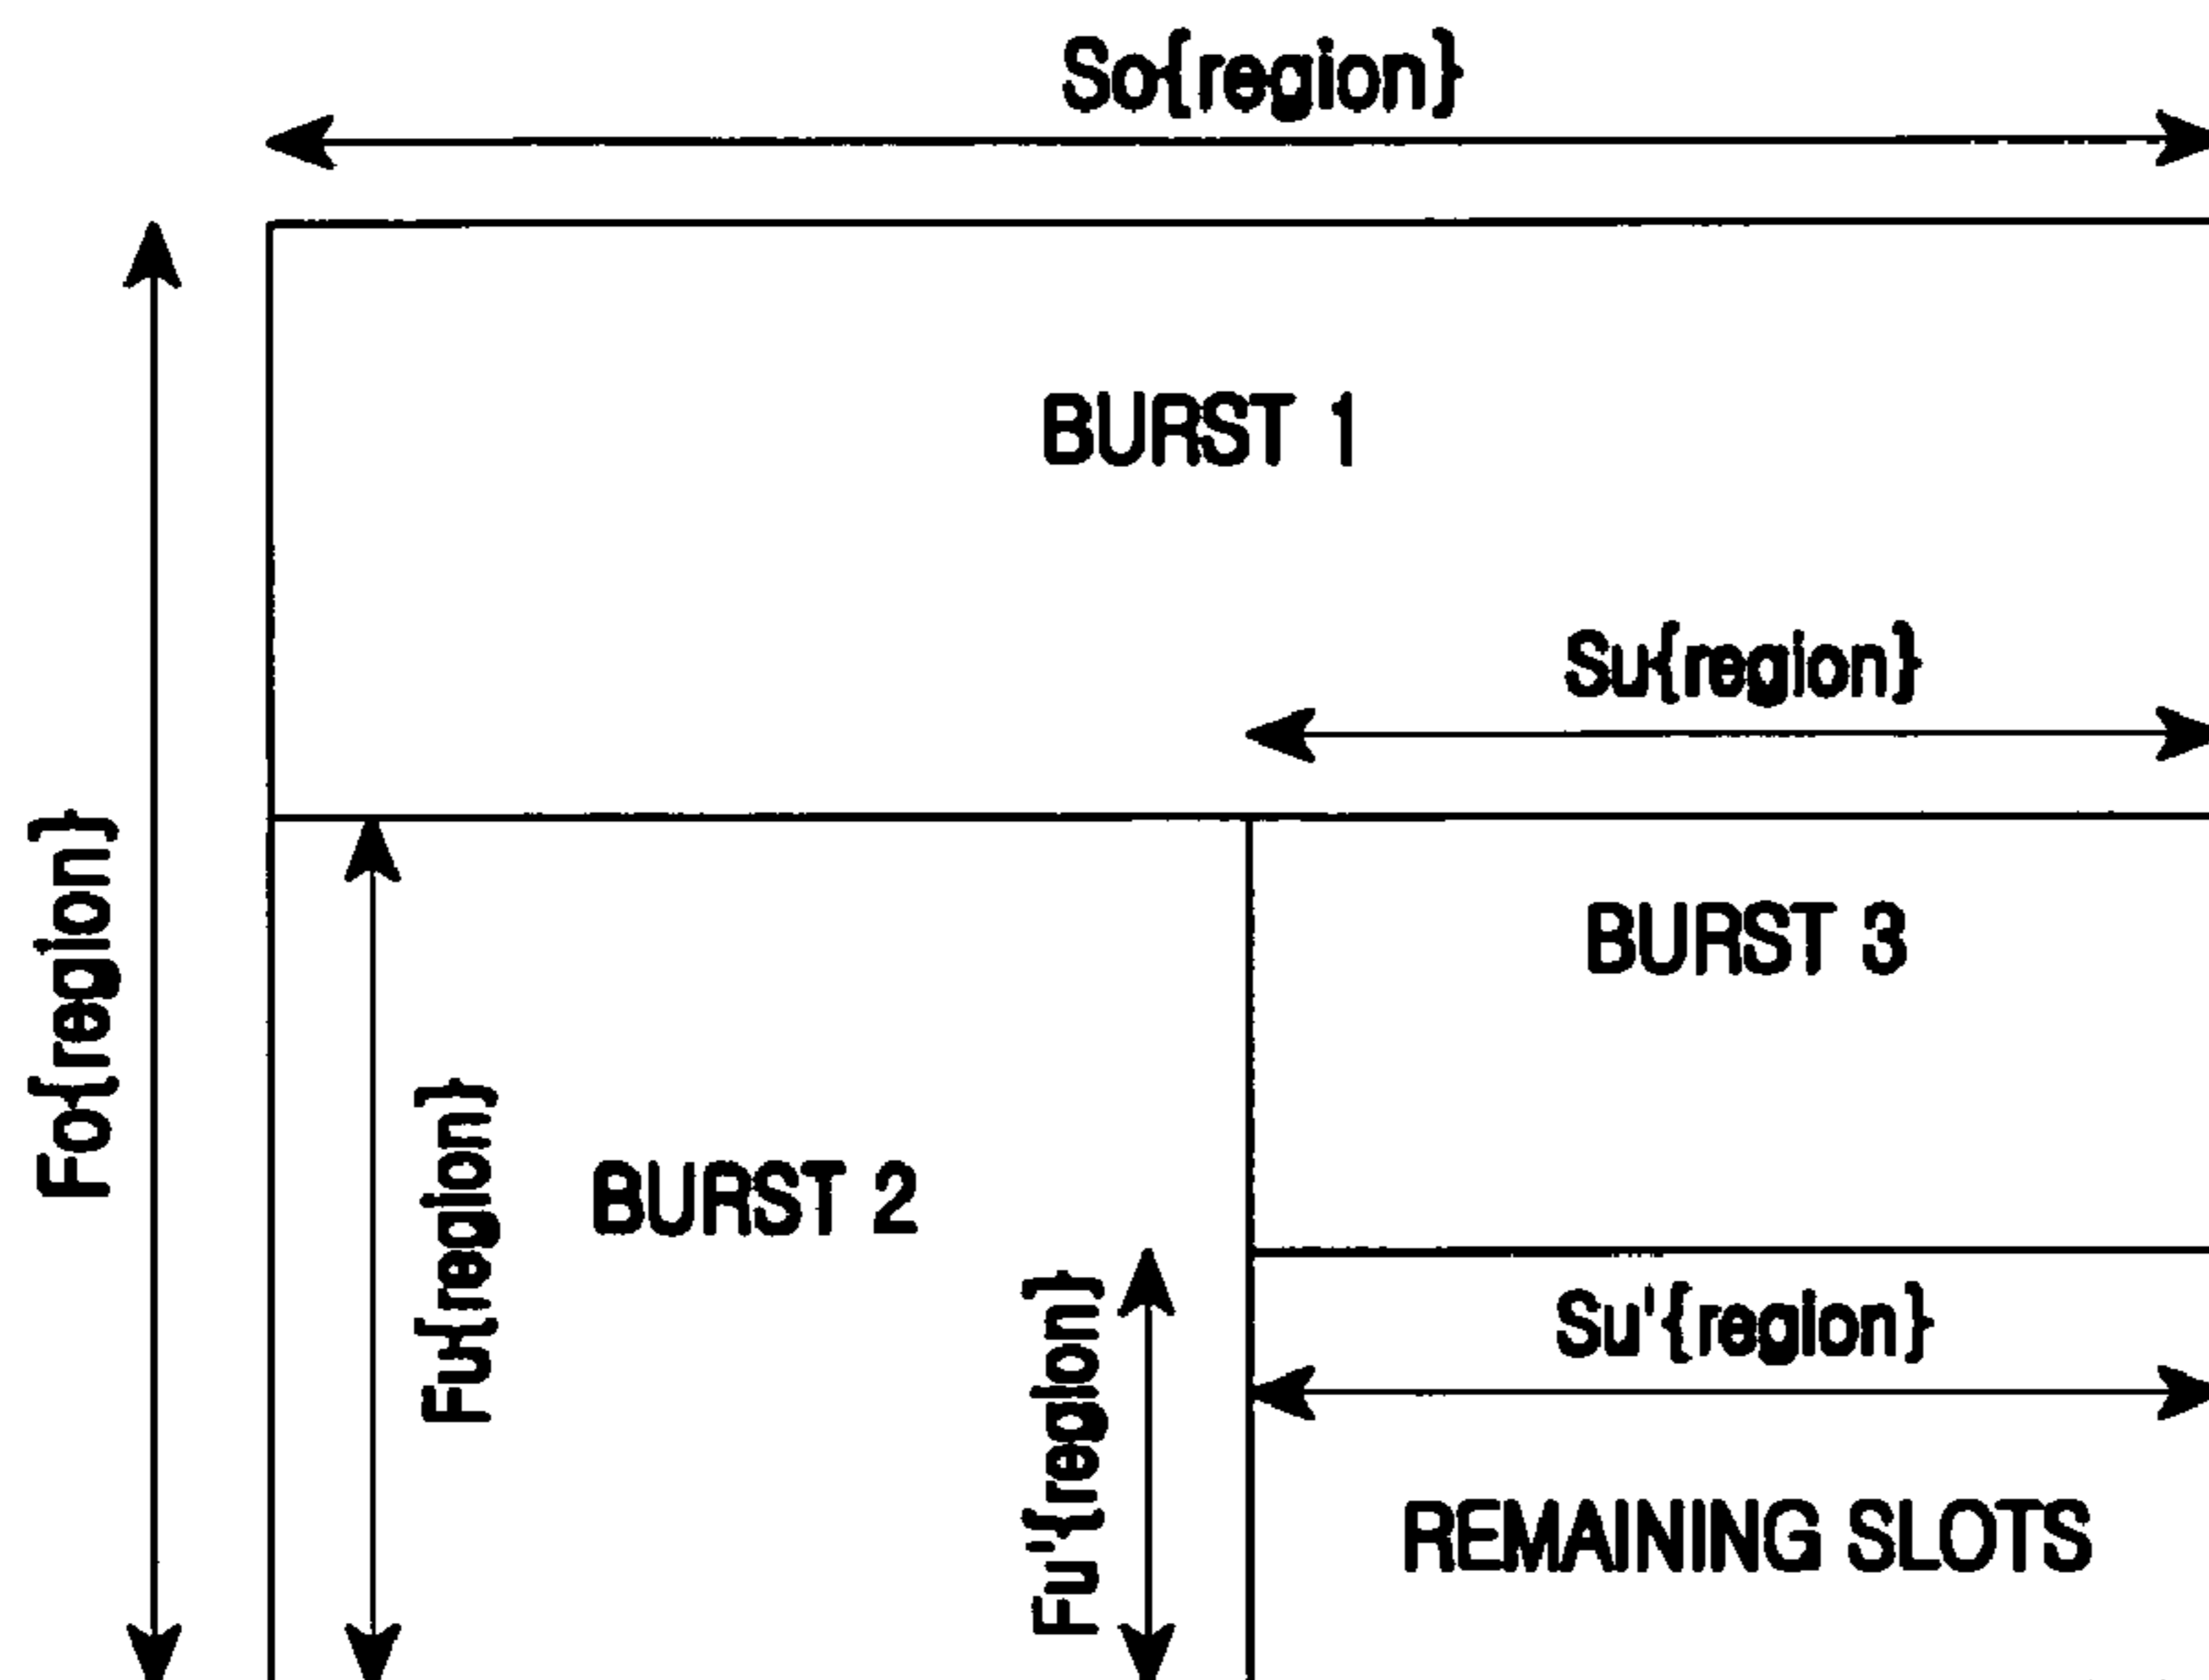 So{region}
BURST 1
Su{region}
Fo{region}
BURST 3
Fu{region}
BURST 2
Su'{region}
Fu'{region}
REMAINING SLOTS